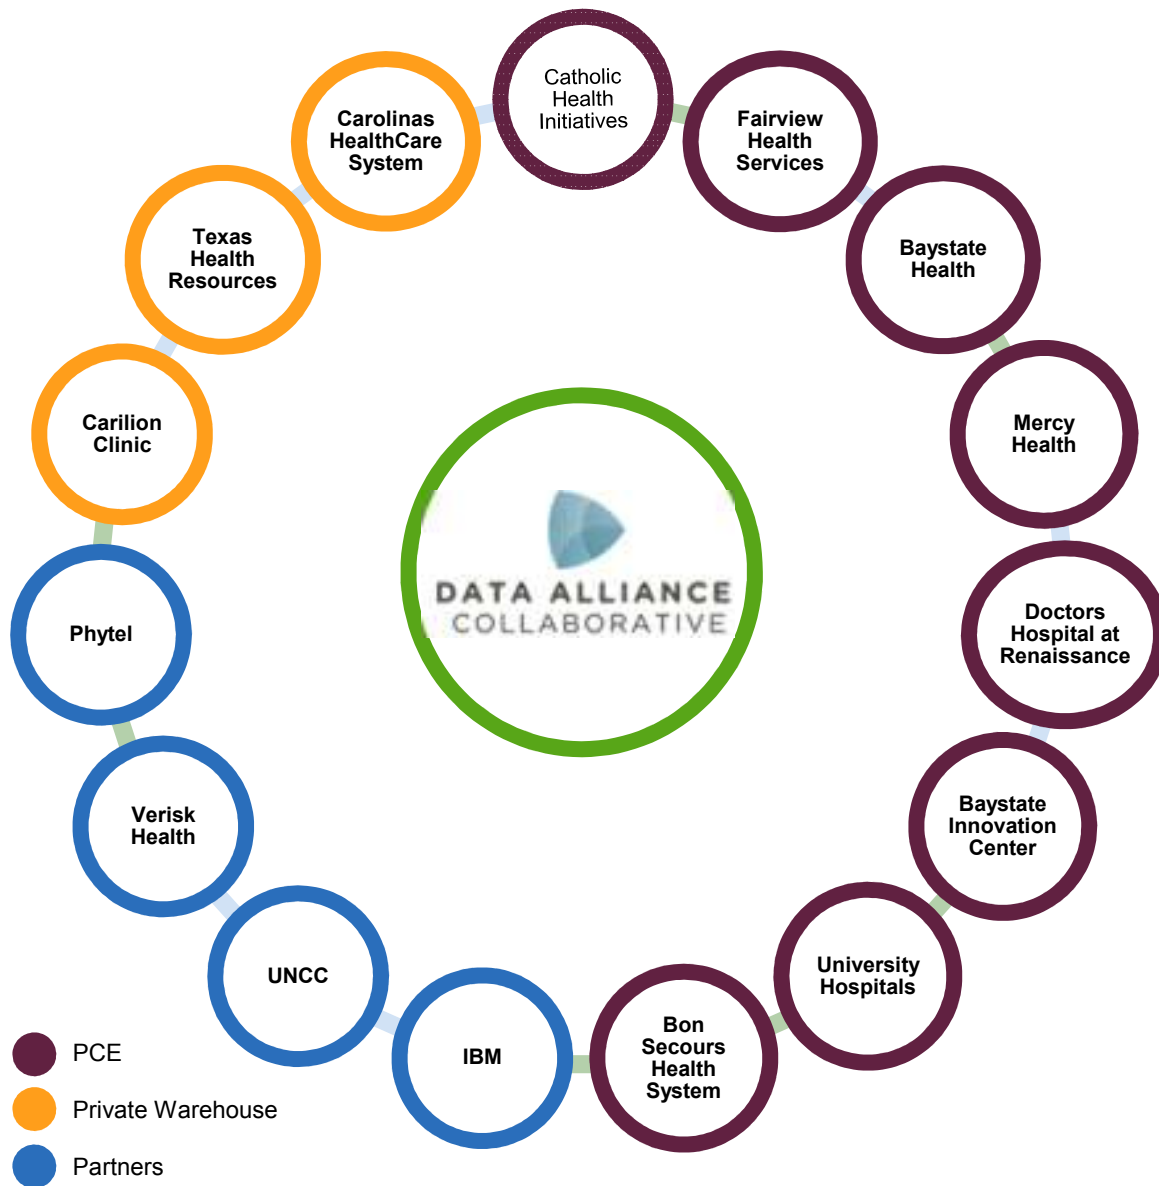 Catholic
Health
Initiatives
Fairview
Health
Services
Baystate
Health
Mercy
Health
Doctors
Hospital at
Renaissance
Baystate
Innovation
Center
University
Hospitals
Bon
Secours
Health
System
IBM
UNCC
Verisk
Health
Phytel
Carilion
Clinic
Texas
Health
Resources
Carolinas
HealthCare
System
DATA ALLIANCE
COLLABORATIVE
PCE
Private Warehouse
Partners